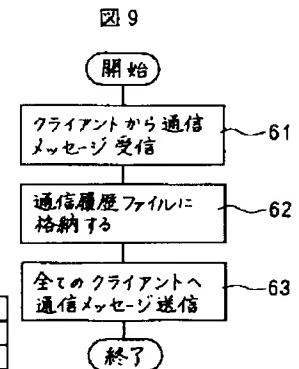 図9
開始
クライアントから通信
メッセージ受信
61
通信履歴ファイルに
格納する
62
全てのクライアントへ
通信メッセージ送信
63
終了